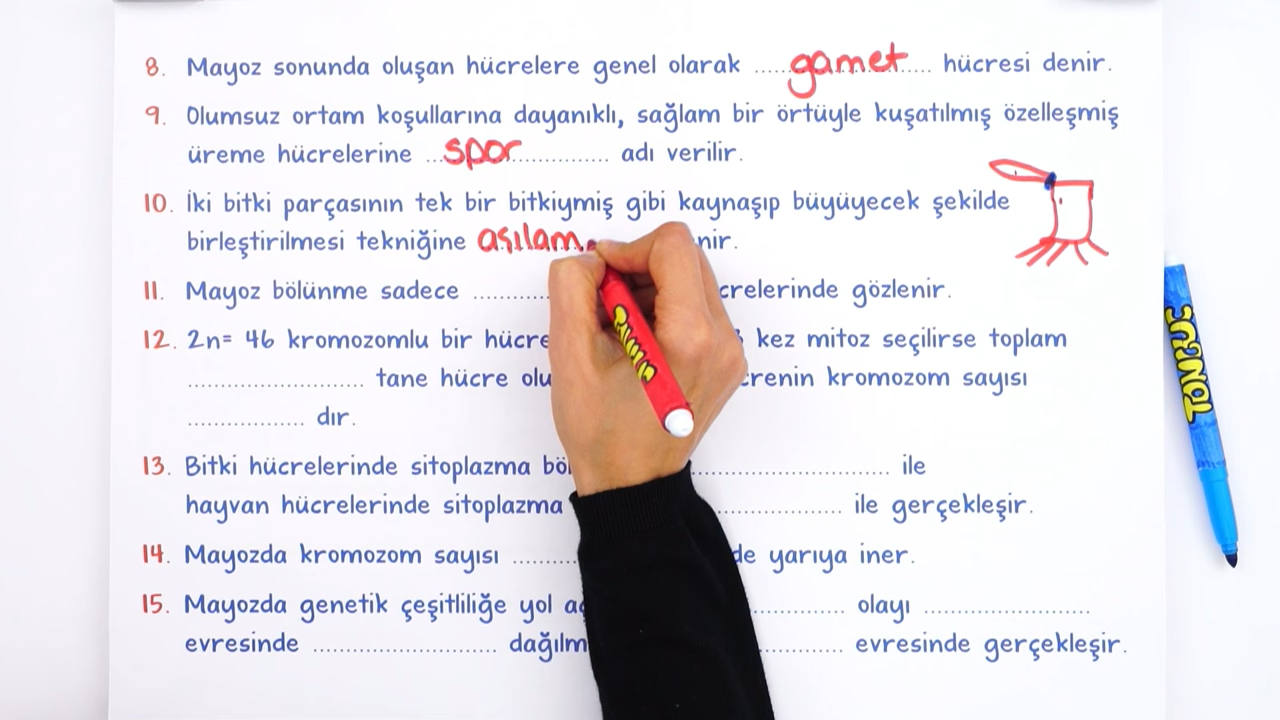 8. Mayoz sonunda oluşan hücrelere genel olarak gamet hücresi denir.
9. Olumsuz ortam koşullarına dayanıklı, sağlam bir örtüyle kuşatılmış özelleşmiş
üreme hücrelerine spor adı verilir.
10. İki bitki parçasının tek bir bitkiymiş gibi kaynaşıp büyüyecek şekilde
birleştirilmesi tekniğine aşılam nir.
11. Mayoz bölünme sadece ........... crelerinde gözlenir.
12. 2n= 46 kromozomlu bir hücre kez mitoz seçilirse toplam
........................ tane hücre olu crenin kromozom sayısı
................ dır.
13. Bitki hücrelerinde sitoplazma böl ........................... ile
hayvan hücrelerinde sitoplazma .................. ile gerçekleşir.
14. Mayozda kromozom sayısı ......... de yarıya iner.
15. Mayozda genetik çeşitliliğe yol aç ............ olayı .......................
evresinde ......................... dağılm ............ evresinde gerçekleşir.
TONGUÇ